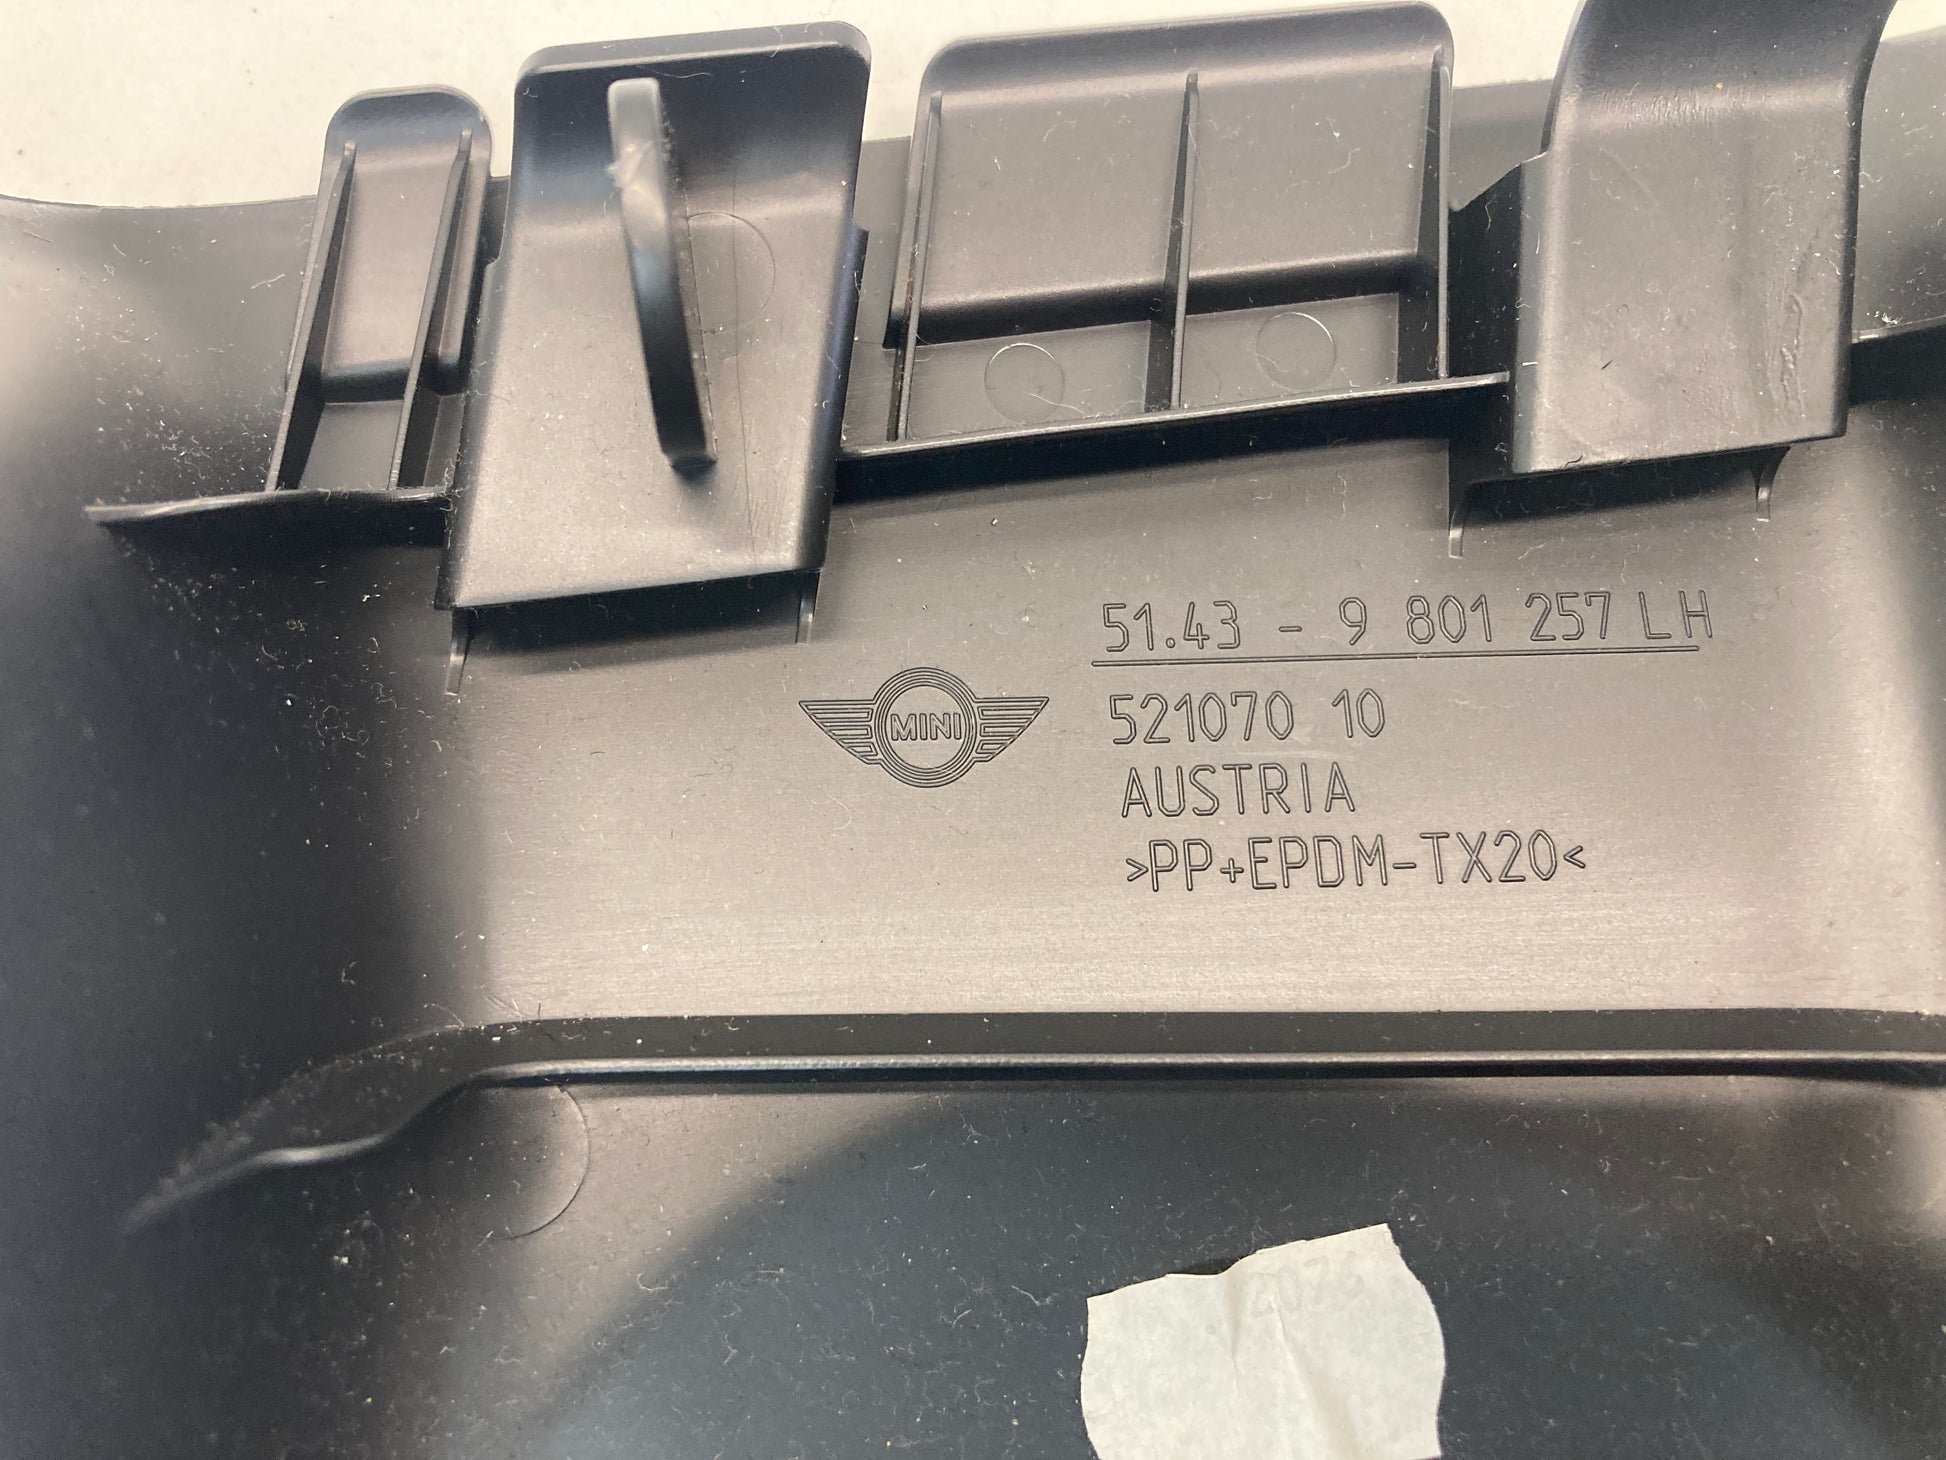 51.43 - 9 801 257 LH
MINI
521070 10
AUSTRIA
>PP+EPDM-TX20<